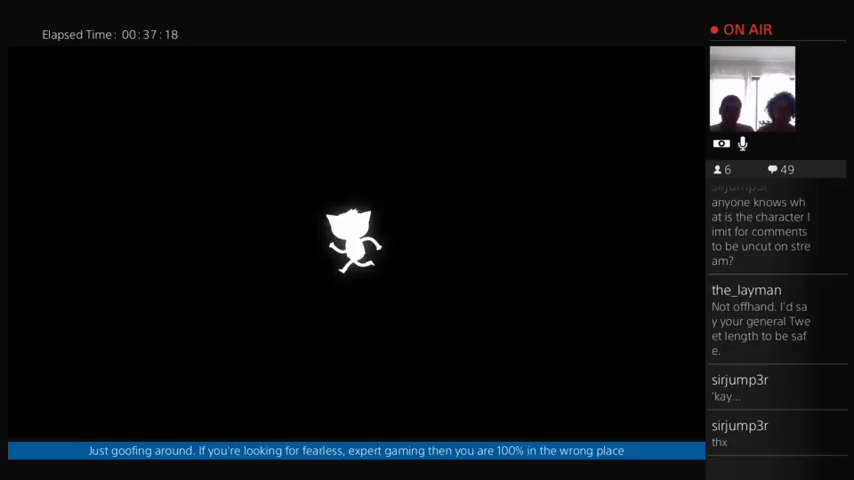 Elapsed Time: 00:37:18
ON AIR
6 49
sirjump3r
anyone knows wh
at is the character l
imit for comments
to be uncut on stre
am?
the_layman
Not offhand. I'd sa
y your general Twe
et length to be saf
e.
sirjump3r
'kay...
sirjump3r
thx
Just goofing around. If you're looking for fearless, expert gaming then you are 100% in the wrong place